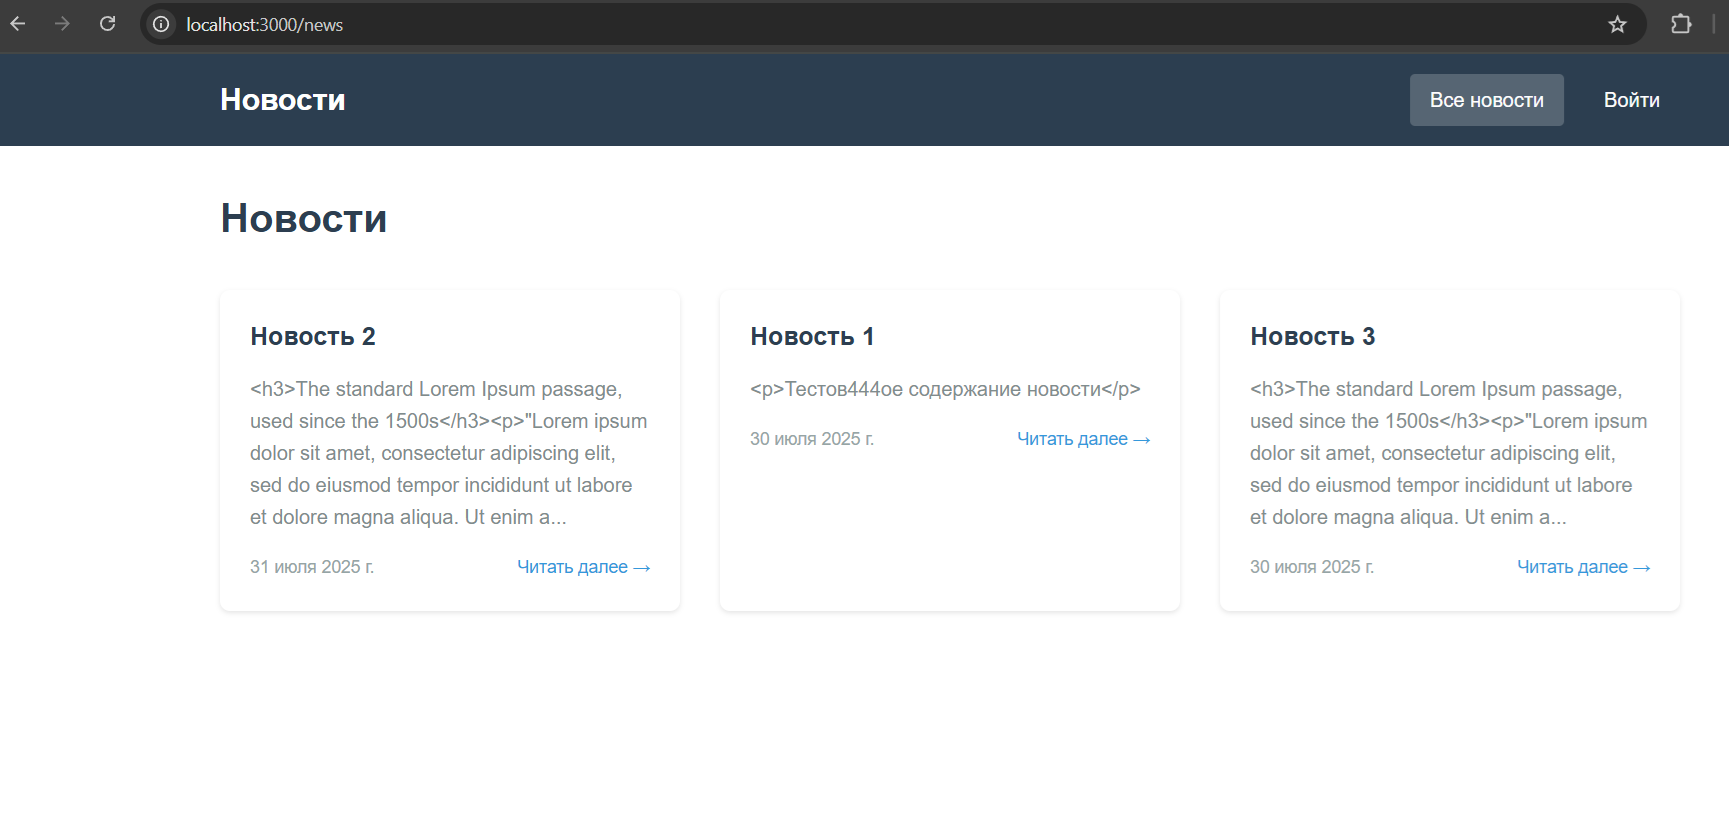 localhost:3000/news
Новости
Все новости
Войти
Новости
Новость 2
<h3>The standard Lorem Ipsum passage,
used since the 1500s</h3><p>"Lorem ipsum
dolor sit amet, consectetur adipiscing elit,
sed do eiusmod tempor incididunt ut labore
et dolore magna aliqua. Ut enim a...
31 июля 2025 г.
Читать далее →
Новость 1
<p>Тестов444ое содержание новости</p>
30 июля 2025 г.
Читать далее →
Новость 3
<h3>The standard Lorem Ipsum passage,
used since the 1500s</h3><p>"Lorem ipsum
dolor sit amet, consectetur adipiscing elit,
sed do eiusmod tempor incididunt ut labore
et dolore magna aliqua. Ut enim a...
30 июля 2025 г.
Читать далее →